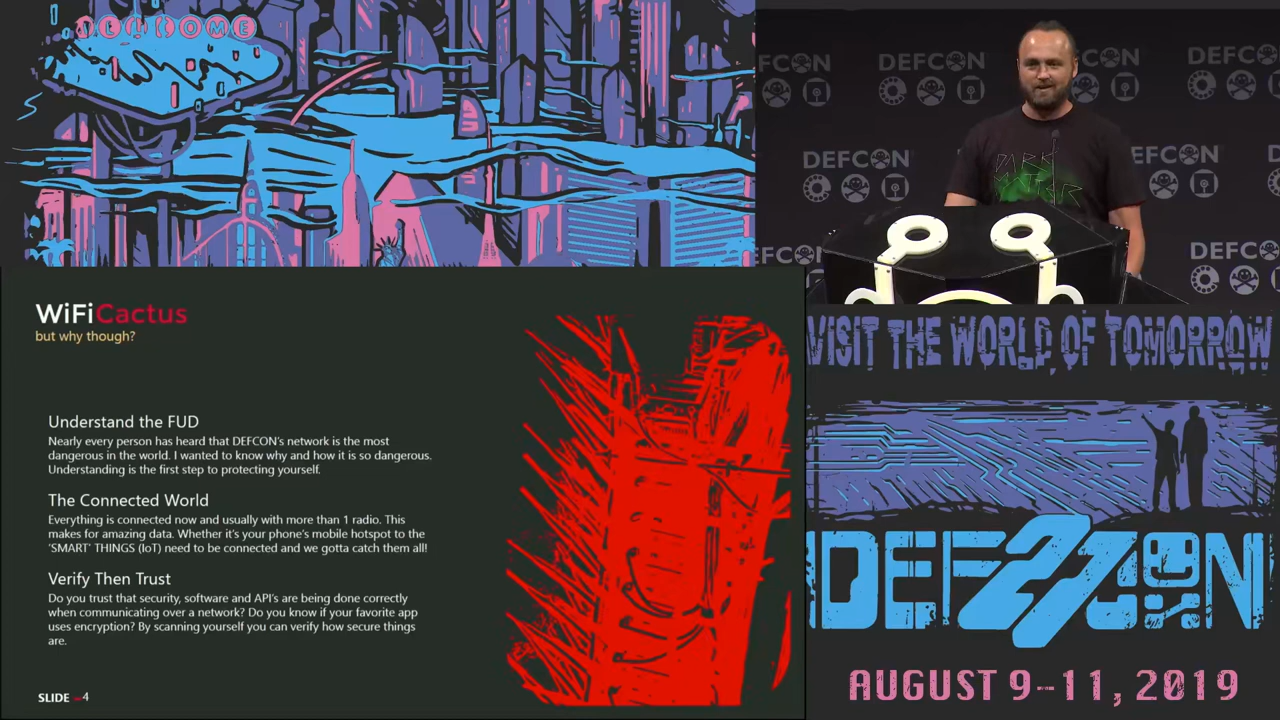 WELCOME
DEFCON
DEFCON
DEFCON
DEFCON
DEFCON
EFCON
DEFC
DARK
MATTER
WiFiCactus
but why though?
Understand the FUD
Nearly every person has heard that DEFCON's network is the most
dangerous in the world. I wanted to know why and how it is so dangerous.
Understanding is the first step to protecting yourself.
The Connected World
Everything is connected now and usually with more than 1 radio. This
makes for amazing data. Whether it's your phone's mobile hotspot to the
'SMART' THINGS (IoT) need to be connected and we gotta catch them all!
Verify Then Trust
Do you trust that security, software and API's are being done correctly
when communicating over a network? Do you know if your favorite app
uses encryption? By scanning yourself you can verify how secure things
are.
SLIDE 4
VISIT THE WORLD OF TOMORROW
DEF 27 CON
AUGUST 9-11, 2019